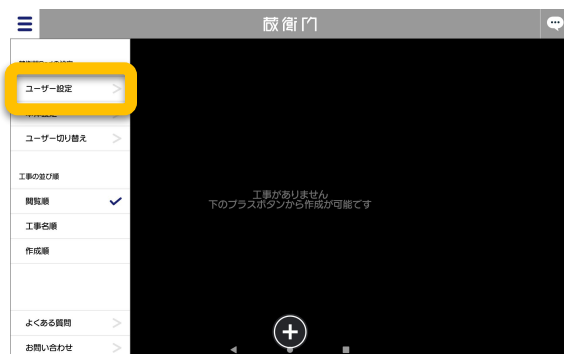 蔵衛門
ユーザー設定
ユーザー切り替え
工事の並び順
閲覧順
工事名順
作成順
よくある質問
お問い合わせ
工事がありません
下のプラスボタンから作成が可能です